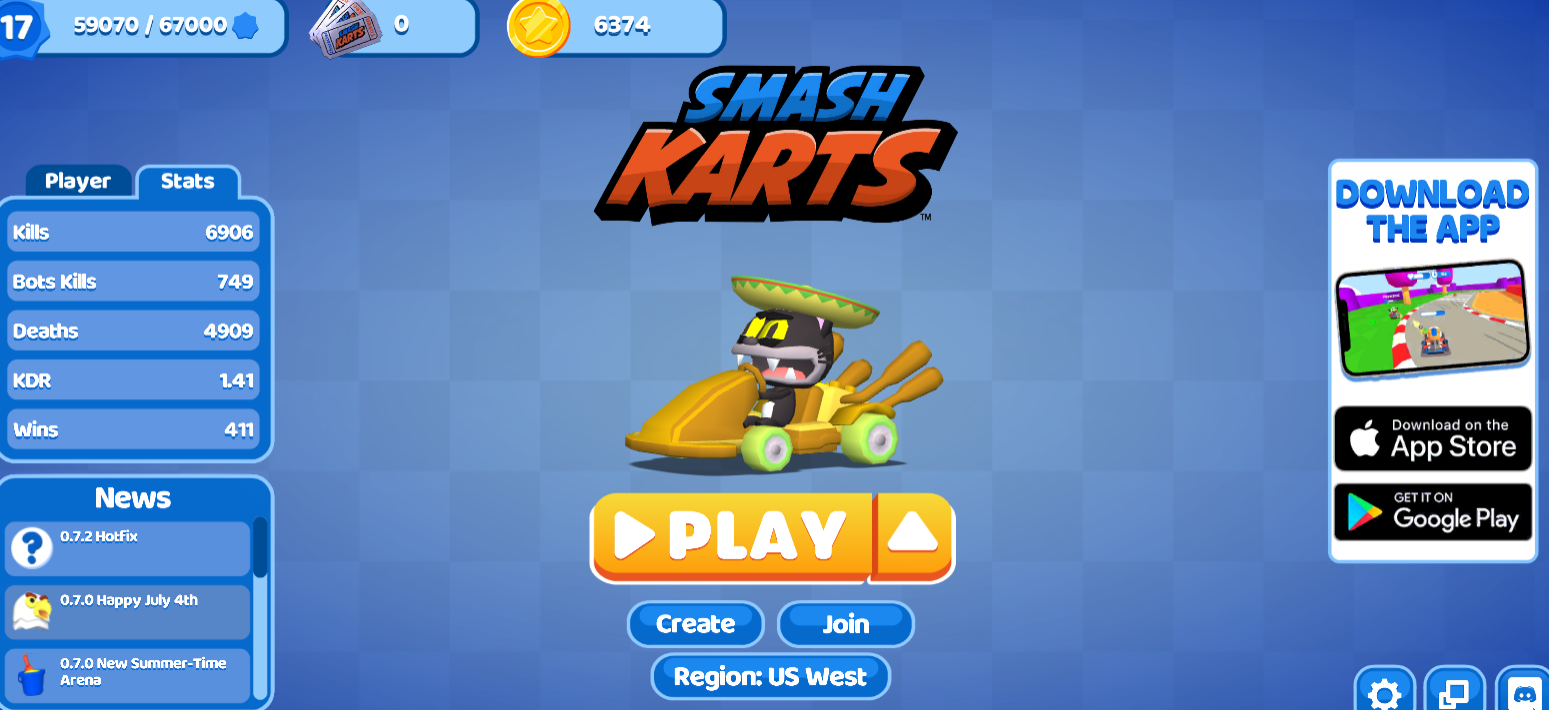 17
59070 / 67000
SMASH
KARTS
0
6374
SMASH
KARTS
™
Player
Stats
Kills 6906
Bots Kills 749
Deaths 4909
KDR 1.41
Wins 411
News
0.7.2 Hotfix
0.7.0 Happy July 4th
0.7.0 New Summer-Time
Arena
PLAY
Create
Join
Region: US West
DOWNLOAD
THE APP
Download on the
App Store
GET IT ON
Google Play